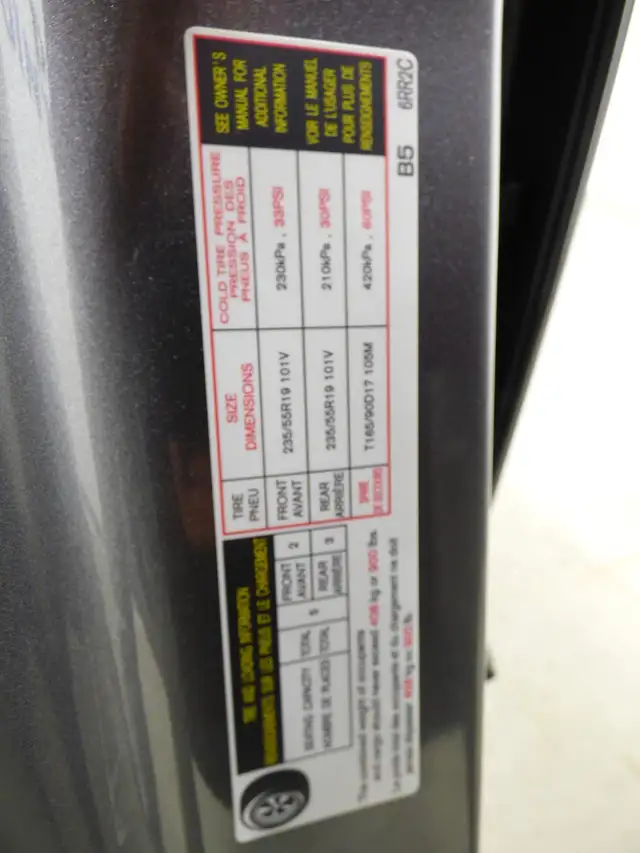 TIRE AND LOADING INFORMATION
RENSEIGNEMENTS SUR LES PNEUS ET LE CHARGEMENT
SEATING CAPACITY TOTAL 5 FRONT 2 REAR 3
NOMBRE DE PLACES TOTAL AVANT ARRIÈRE
The combined weight of occupants
and cargo should never exceed 408 kg or 900 lbs.
Le poids total des occupants et du chargement ne doit
jamais dépasser 408 kg ou 900 lb.
TIRE SIZE COLD TIRE PRESSURE
PNEU DIMENSIONS PRESSION DES
PNEUS À FROID
FRONT 235/55R19 101V 230kPa , 33PSI
AVANT
REAR 235/55R19 101V 210kPa , 30PSI
ARRIÈRE
SPARE T165/90D17 105M 420kPa , 60PSI
DE SECOURS
SEE OWNER'S
MANUAL FOR
ADDITIONAL
INFORMATION
VOIR LE MANUEL
DE L'USAGER
POUR PLUS DE
RENSEIGNEMENTS
B5 6RR2C